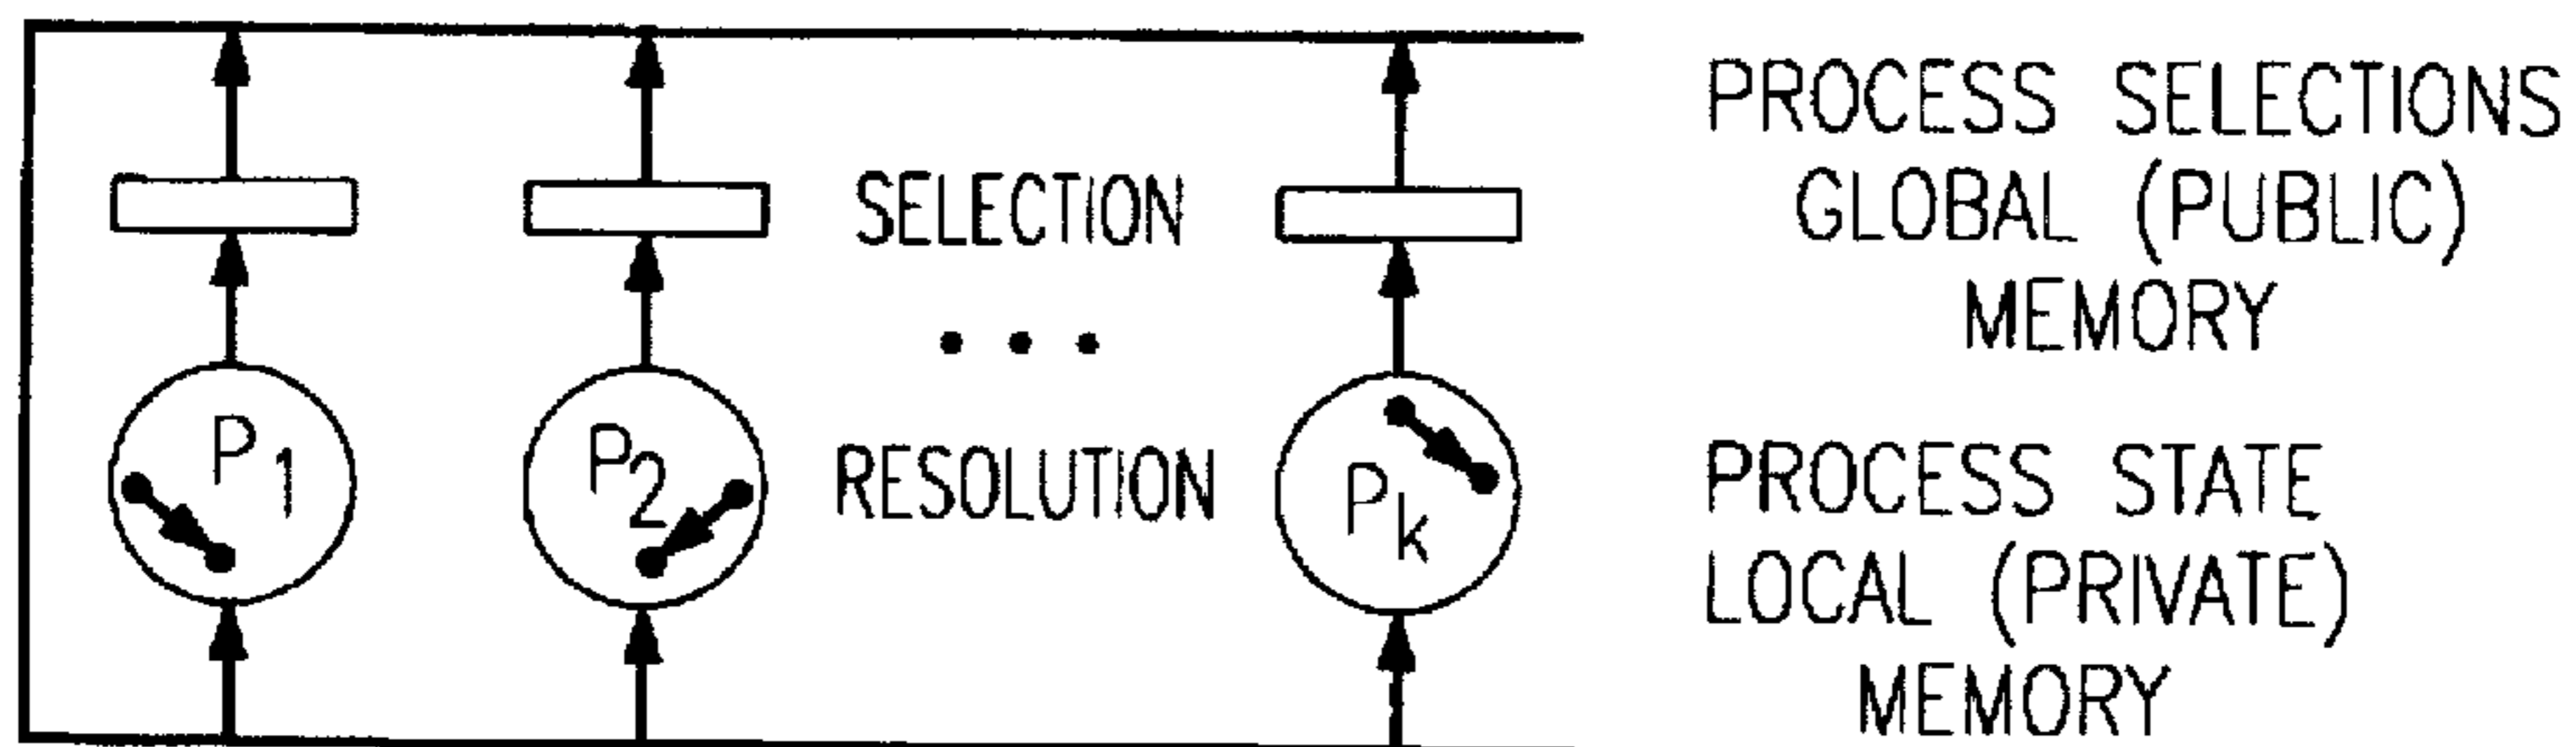 SELECTION
• • •
P1
P2
RESOLUTION
Pk
PROCESS SELECTIONS
GLOBAL (PUBLIC)
MEMORY
PROCESS STATE
LOCAL (PRIVATE)
MEMORY